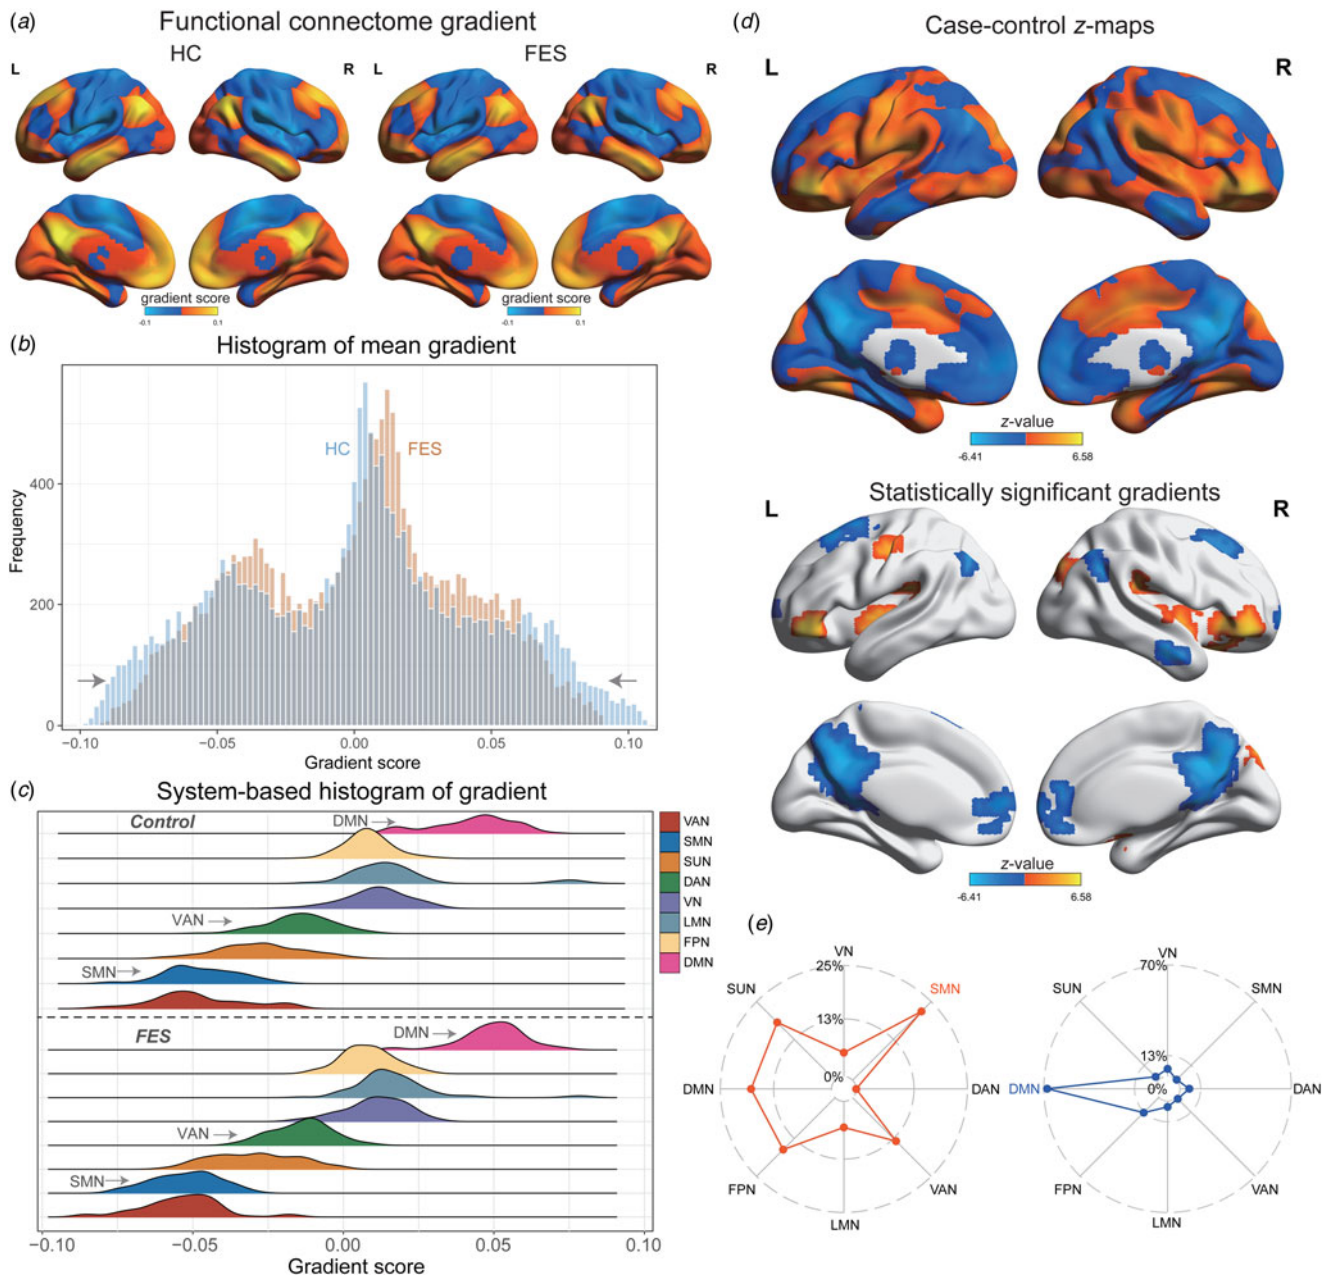 (a) Functional connectome gradient
HC
FES
L
R
L
R
gradient score
-0.1
0.1
gradient score
-0.1
0.1
(b) Histogram of mean gradient
Frequency
400
200
0
HC
FES
−0.10
−0.05
0.00
0.05
0.10
Gradient score
(c) System-based histogram of gradient
Control
DMN
VAN
SMN
FES
DMN
VAN
SMN
VAN
SMN
SUN
DAN
VN
LMN
FPN
DMN
−0.10
−0.05
0.00
0.05
0.10
Gradient score
(d) Case-control z-maps
L
R
z-value
-6.41
6.58
Statistically significant gradients
L
R
z-value
-6.41
6.58
(e)
VN
25%
SUN
SMN
13%
0%
DMN
DAN
FPN
VAN
LMN
VN
70%
SUN
SMN
13%
DMN
0%
DAN
FPN
VAN
LMN